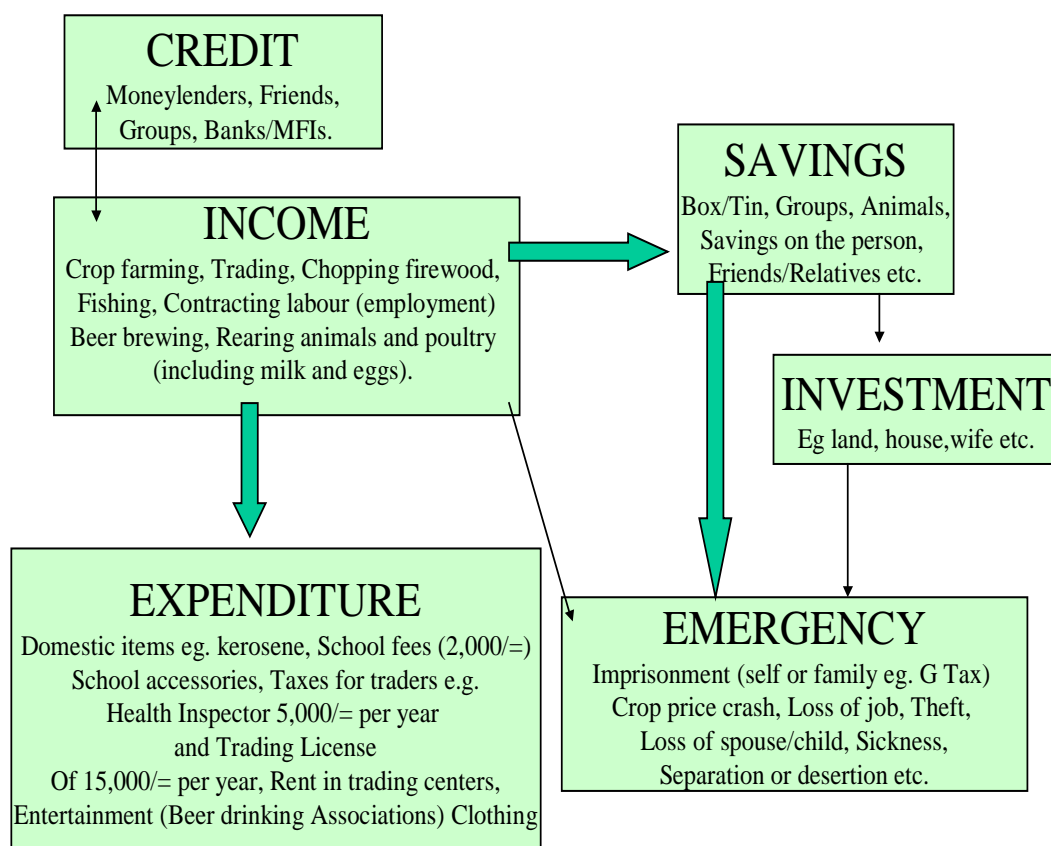 CREDIT
Moneylenders, Friends,
Groups, Banks/MFIs.
SAVINGS
Box/Tin, Groups, Animals,
Savings on the person,
Friends/Relatives etc.
INCOME
Crop farming, Trading, Chopping firewood,
Fishing, Contracting labour (employment)
Beer brewing, Rearing animals and poultry
(including milk and eggs).
INVESTMENT
Eg land, house,wife etc.
EXPENDITURE
Domestic items eg. kerosene, School fees (2,000/=)
School accessories, Taxes for traders e.g.
Health Inspector 5,000/= per year
and Trading License
Of 15,000/= per year, Rent in trading centers,
Entertainment (Beer drinking Associations) Clothing
EMERGENCY
Imprisonment (self or family eg. G Tax)
Crop price crash, Loss of job, Theft,
Loss of spouse/child, Sickness,
Separation or desertion etc.